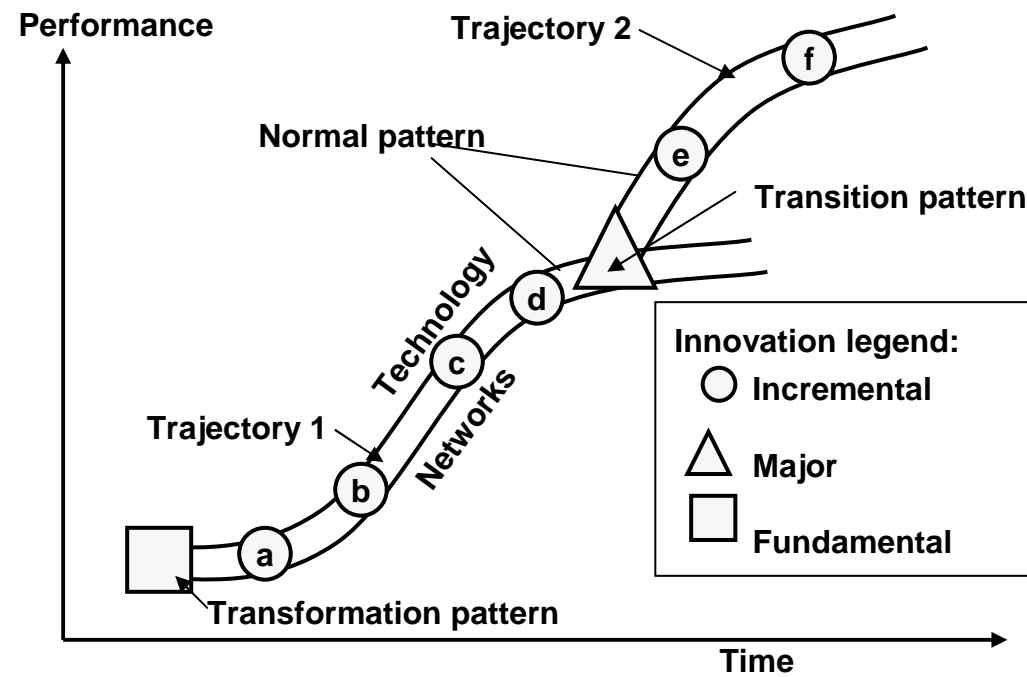 Performance
Trajectory 2
f
Normal pattern
e
Transition pattern
Technology
d
Innovation legend:
c
Incremental
Networks
Trajectory 1
Major
b
Fundamental
a
Transformation pattern
Time